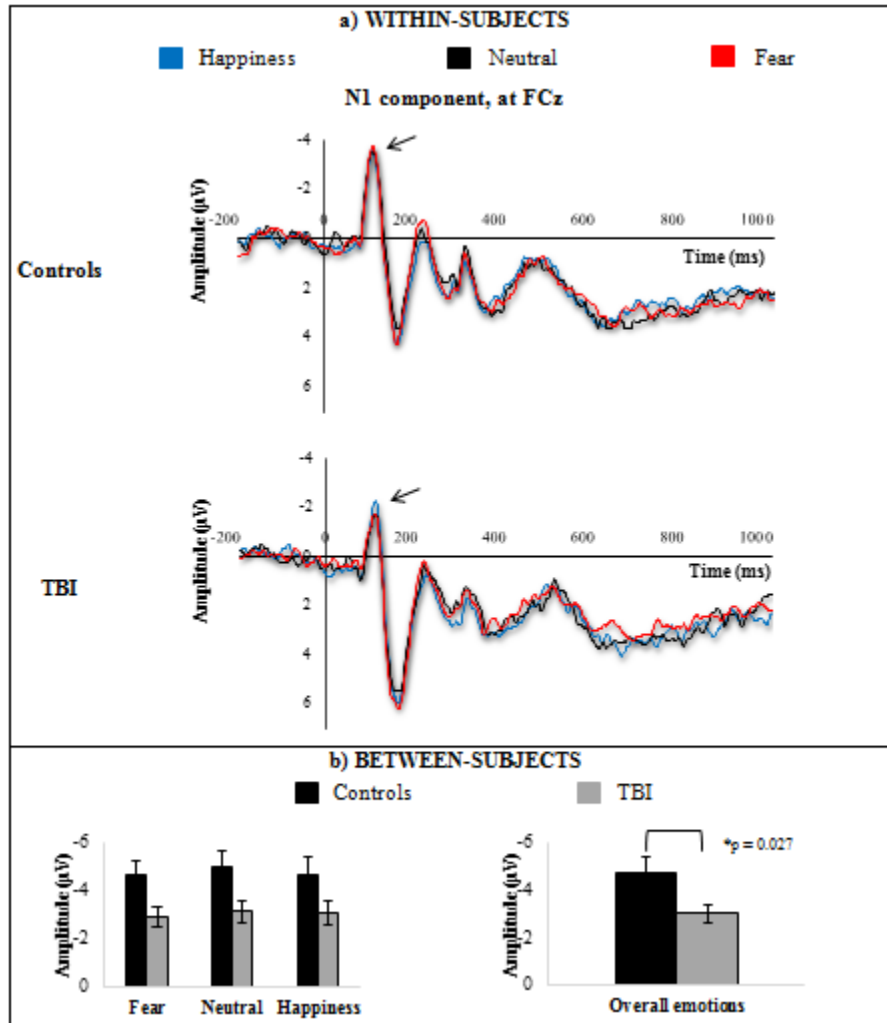 a) WITHIN-SUBJECTS
Happiness Neutral Fear
N1 component, at FCz
Controls
Amplitude (µV)
-4
-2
2
4
6
-200 0 200 400 600 800 1000
Time (ms)
TBI
Amplitude (µV)
-4
-2
0
2
4
6
-200 0 200 400 600 800 1000
Time (ms)
b) BETWEEN-SUBJECTS
Controls TBI
Amplitude (µV)
-6
-4
-2
0
Fear Neutral Happiness
Amplitude (µV)
-6
-4
-2
0
*p = 0.027
Overall emotions